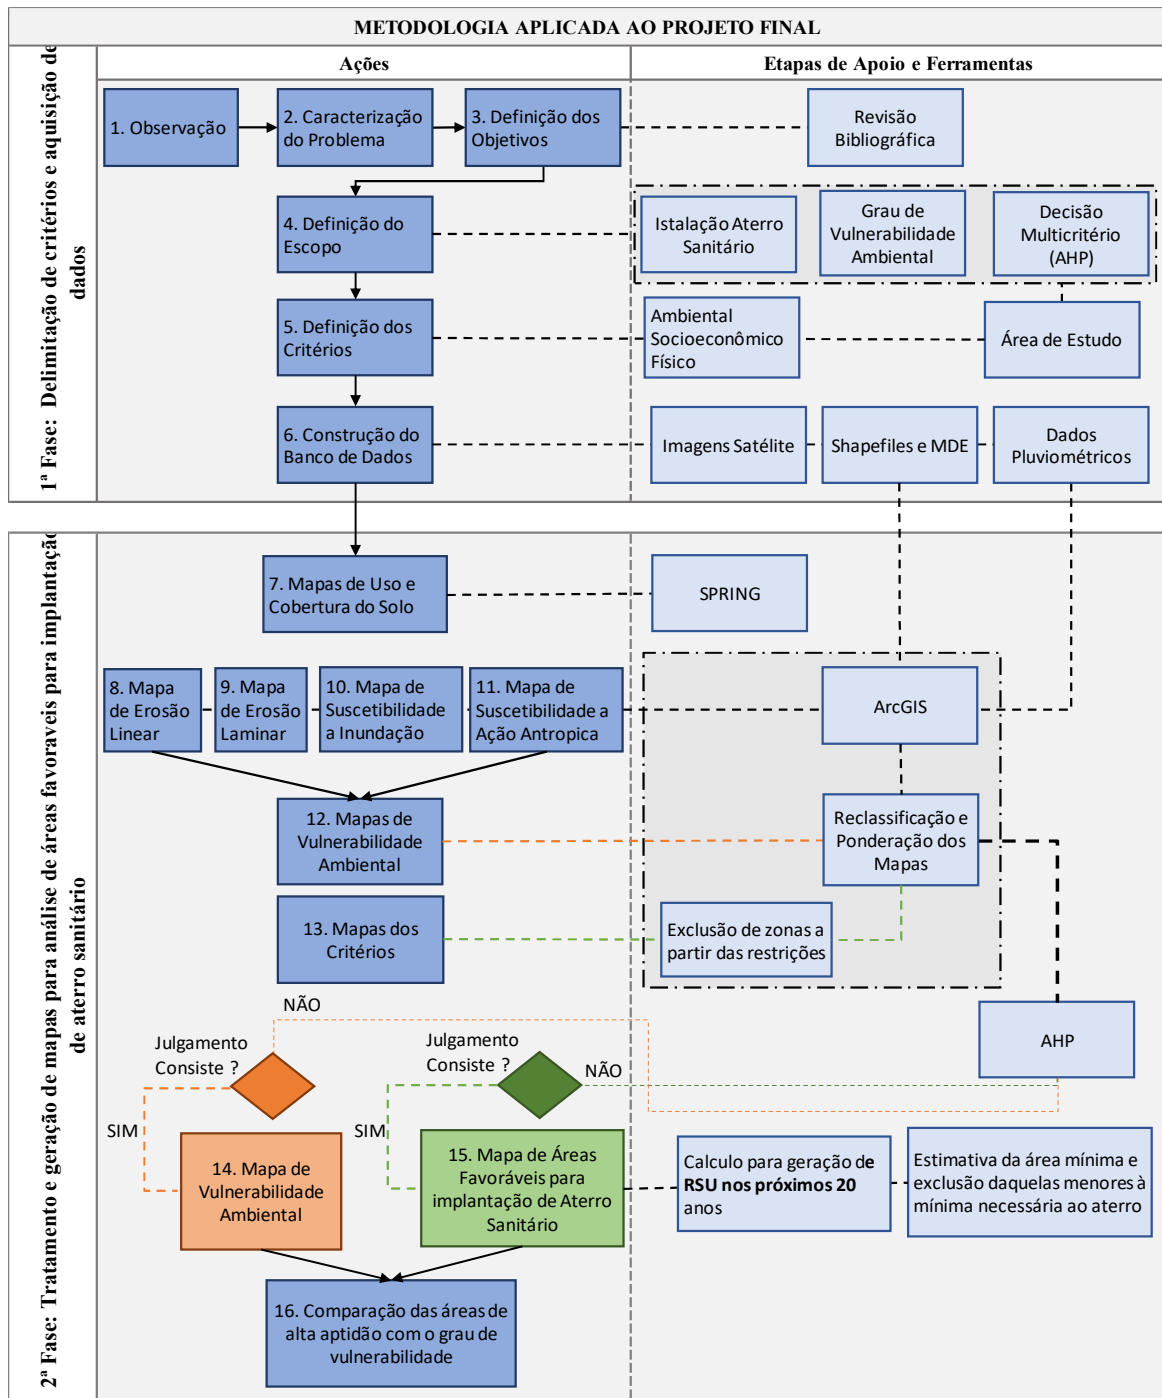 METODOLOGIA APLICADA AO PROJETO FINAL
Ações
Etapas de Apoio e Ferramentas
1ª Fase: Delimitação de critérios e aquisição de
dados
1. Observação
2. Caracterização
do Problema
3. Definição dos
Objetivos
Revisão
Bibliográfica
4. Definição do
Escopo
Istalação Aterro
Sanitário
Grau de
Vulnerabilidade
Ambiental
Decisão
Multicritério
(AHP)
5. Definição dos
Critérios
Ambiental
Socioeconômico
Físico
Área de Estudo
6. Construção do
Banco de Dados
Imagens Satélite
Shapefiles e MDE
Dados
Pluviométricos
2ª Fase: Tratamento e geração de mapas para análise de áreas favoraveis para implantação
de aterro sanitário
7. Mapas de Uso e
Cobertura do Solo
SPRING
8. Mapa
de Erosão
Linear
9. Mapa
de Erosão
Laminar
10. Mapa de
Suscetibilidade
a Inundação
11. Mapa de
Suscetibilidade a
Ação Antropica
ArcGIS
12. Mapas de
Vulnerabilidade
Ambiental
Reclassificação e
Ponderação dos
Mapas
13. Mapas dos
Critérios
Exclusão de zonas a
partir das restrições
NÃO
Julgamento
Consiste ?
Julgamento
Consiste ?
NÃO
AHP
SIM
SIM
14. Mapa de
Vulnerabilidade
Ambiental
15. Mapa de Áreas
Favoráveis para
implantação de Aterro
Sanitário
Calculo para geração de
RSU nos próximos 20
anos
Estimativa da área mínima e
exclusão daquelas menores à
mínima necessária ao aterro
16. Comparação das áreas de
alta aptidão com o grau de
vulnerabilidade